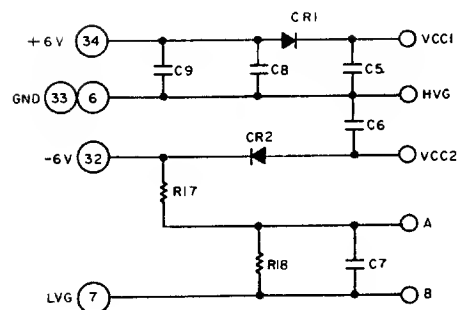 CR1
+6V 34 VCC1
C9 C8 C5
GND 33 6 HVG
C6
CR2
-6V 32 VCC2
R17
A
R18 C7
LVG 7 B